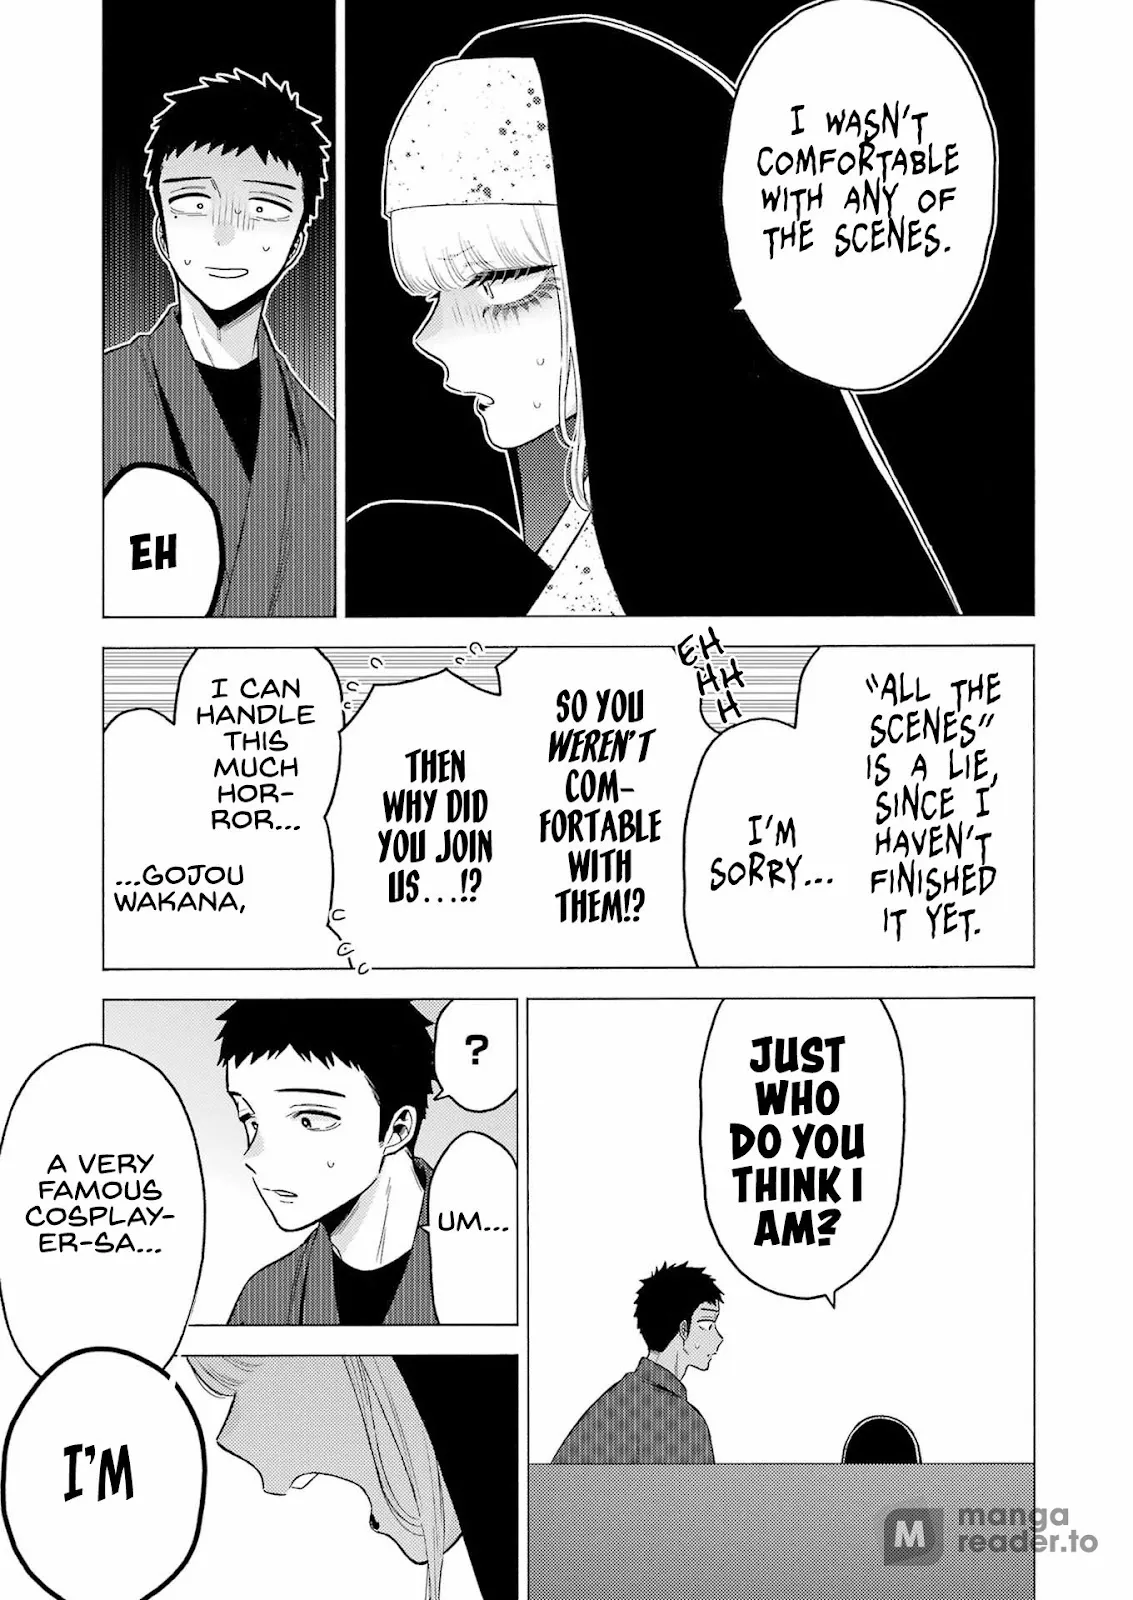 I WASN'T
COMFORTABLE
WITH ANY OF
THE SCENES.
EH
"ALL THE
SCENES"
IS A LIE,
SINCE I
HAVEN'T
FINISHED
IT YET.
EH
HH
H
I'M
SORRY...
SO YOU
WEREN'T
COM-
FORTABLE
WITH
THEM!?
THEN
WHY DID
YOU JOIN
US...!?
I CAN
HANDLE
THIS
MUCH
HOR-
ROR...
...GOJOU
WAKANA,
JUST
WHO
DO YOU
THINK I
AM?
?
UM...
A VERY
FAMOUS
COSPLAY-
ER-SA...
I'M
M manga
reader.to